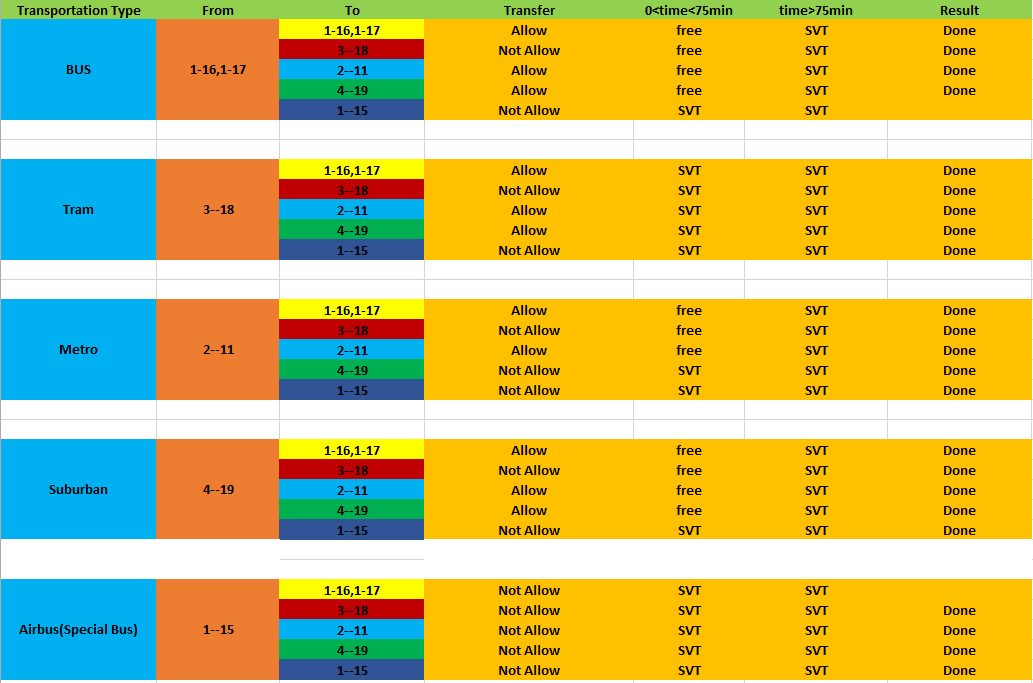 Transportation Type From To Transfer 0<time<75min time>75min Result
1-16,1-17 Allow free SVT Done
3--18 Not Allow free SVT Done
BUS 1-16,1-17 2--11 Allow free SVT Done
4--19 Allow free SVT Done
1--15 Not Allow SVT SVT
1-16,1-17 Allow SVT SVT Done
3--18 Not Allow SVT SVT Done
Tram 3--18 2--11 Allow SVT SVT Done
4--19 Allow SVT SVT Done
1--15 Not Allow SVT SVT Done
1-16,1-17 Allow free SVT Done
3--18 Not Allow free SVT Done
Metro 2--11 2--11 Allow free SVT Done
4--19 Not Allow SVT SVT Done
1--15 Not Allow SVT SVT Done
1-16,1-17 Allow free SVT Done
3--18 Not Allow free SVT Done
Suburban 4--19 2--11 Allow free SVT Done
4--19 Allow free SVT Done
1--15 Not Allow SVT SVT Done
1-16,1-17 Not Allow SVT SVT
3--18 Not Allow SVT SVT Done
Airbus(Special Bus) 1--15 2--11 Not Allow SVT SVT Done
4--19 Not Allow SVT SVT Done
1--15 Not Allow SVT SVT Done